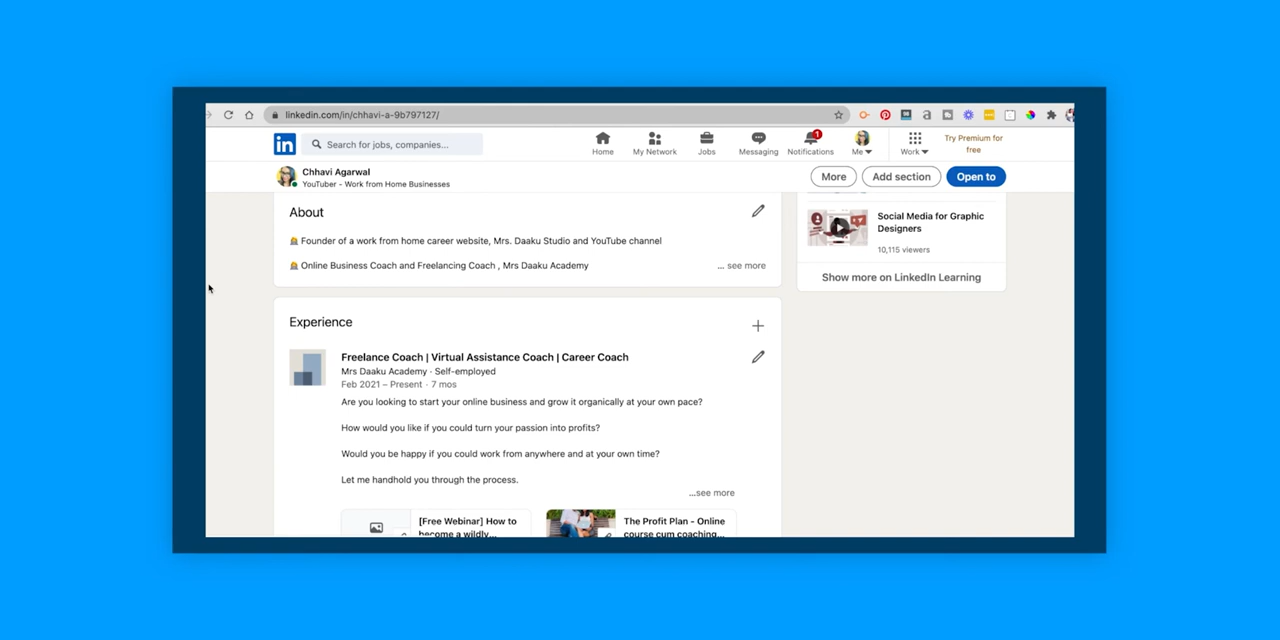 linkedin.com/in/chhavi-a-9b797127/
in
Search for jobs, companies...
Home
My Network
Jobs
Messaging
1
Notifications
Me
Work
Try Premium for
free
Chhavi Agarwal
YouTuber - Work from Home Businesses
More
Add section
Open to
About
Founder of a work from home career website, Mrs. Daaku Studio and YouTube channel
Online Business Coach and Freelancing Coach , Mrs Daaku Academy
... see more
Social Media for Graphic
Designers
10,115 viewers
Show more on LinkedIn Learning
Experience
Freelance Coach | Virtual Assistance Coach | Career Coach
Mrs Daaku Academy · Self-employed
Feb 2021 – Present · 7 mos
Are you looking to start your online business and grow it organically at your own pace?
How would you like if you could turn your passion into profits?
Would you be happy if you could work from anywhere and at your own time?
Let me handhold you through the process.
...see more
[Free Webinar] How to
become a wildly...
The Profit Plan - Online
course cum coaching...